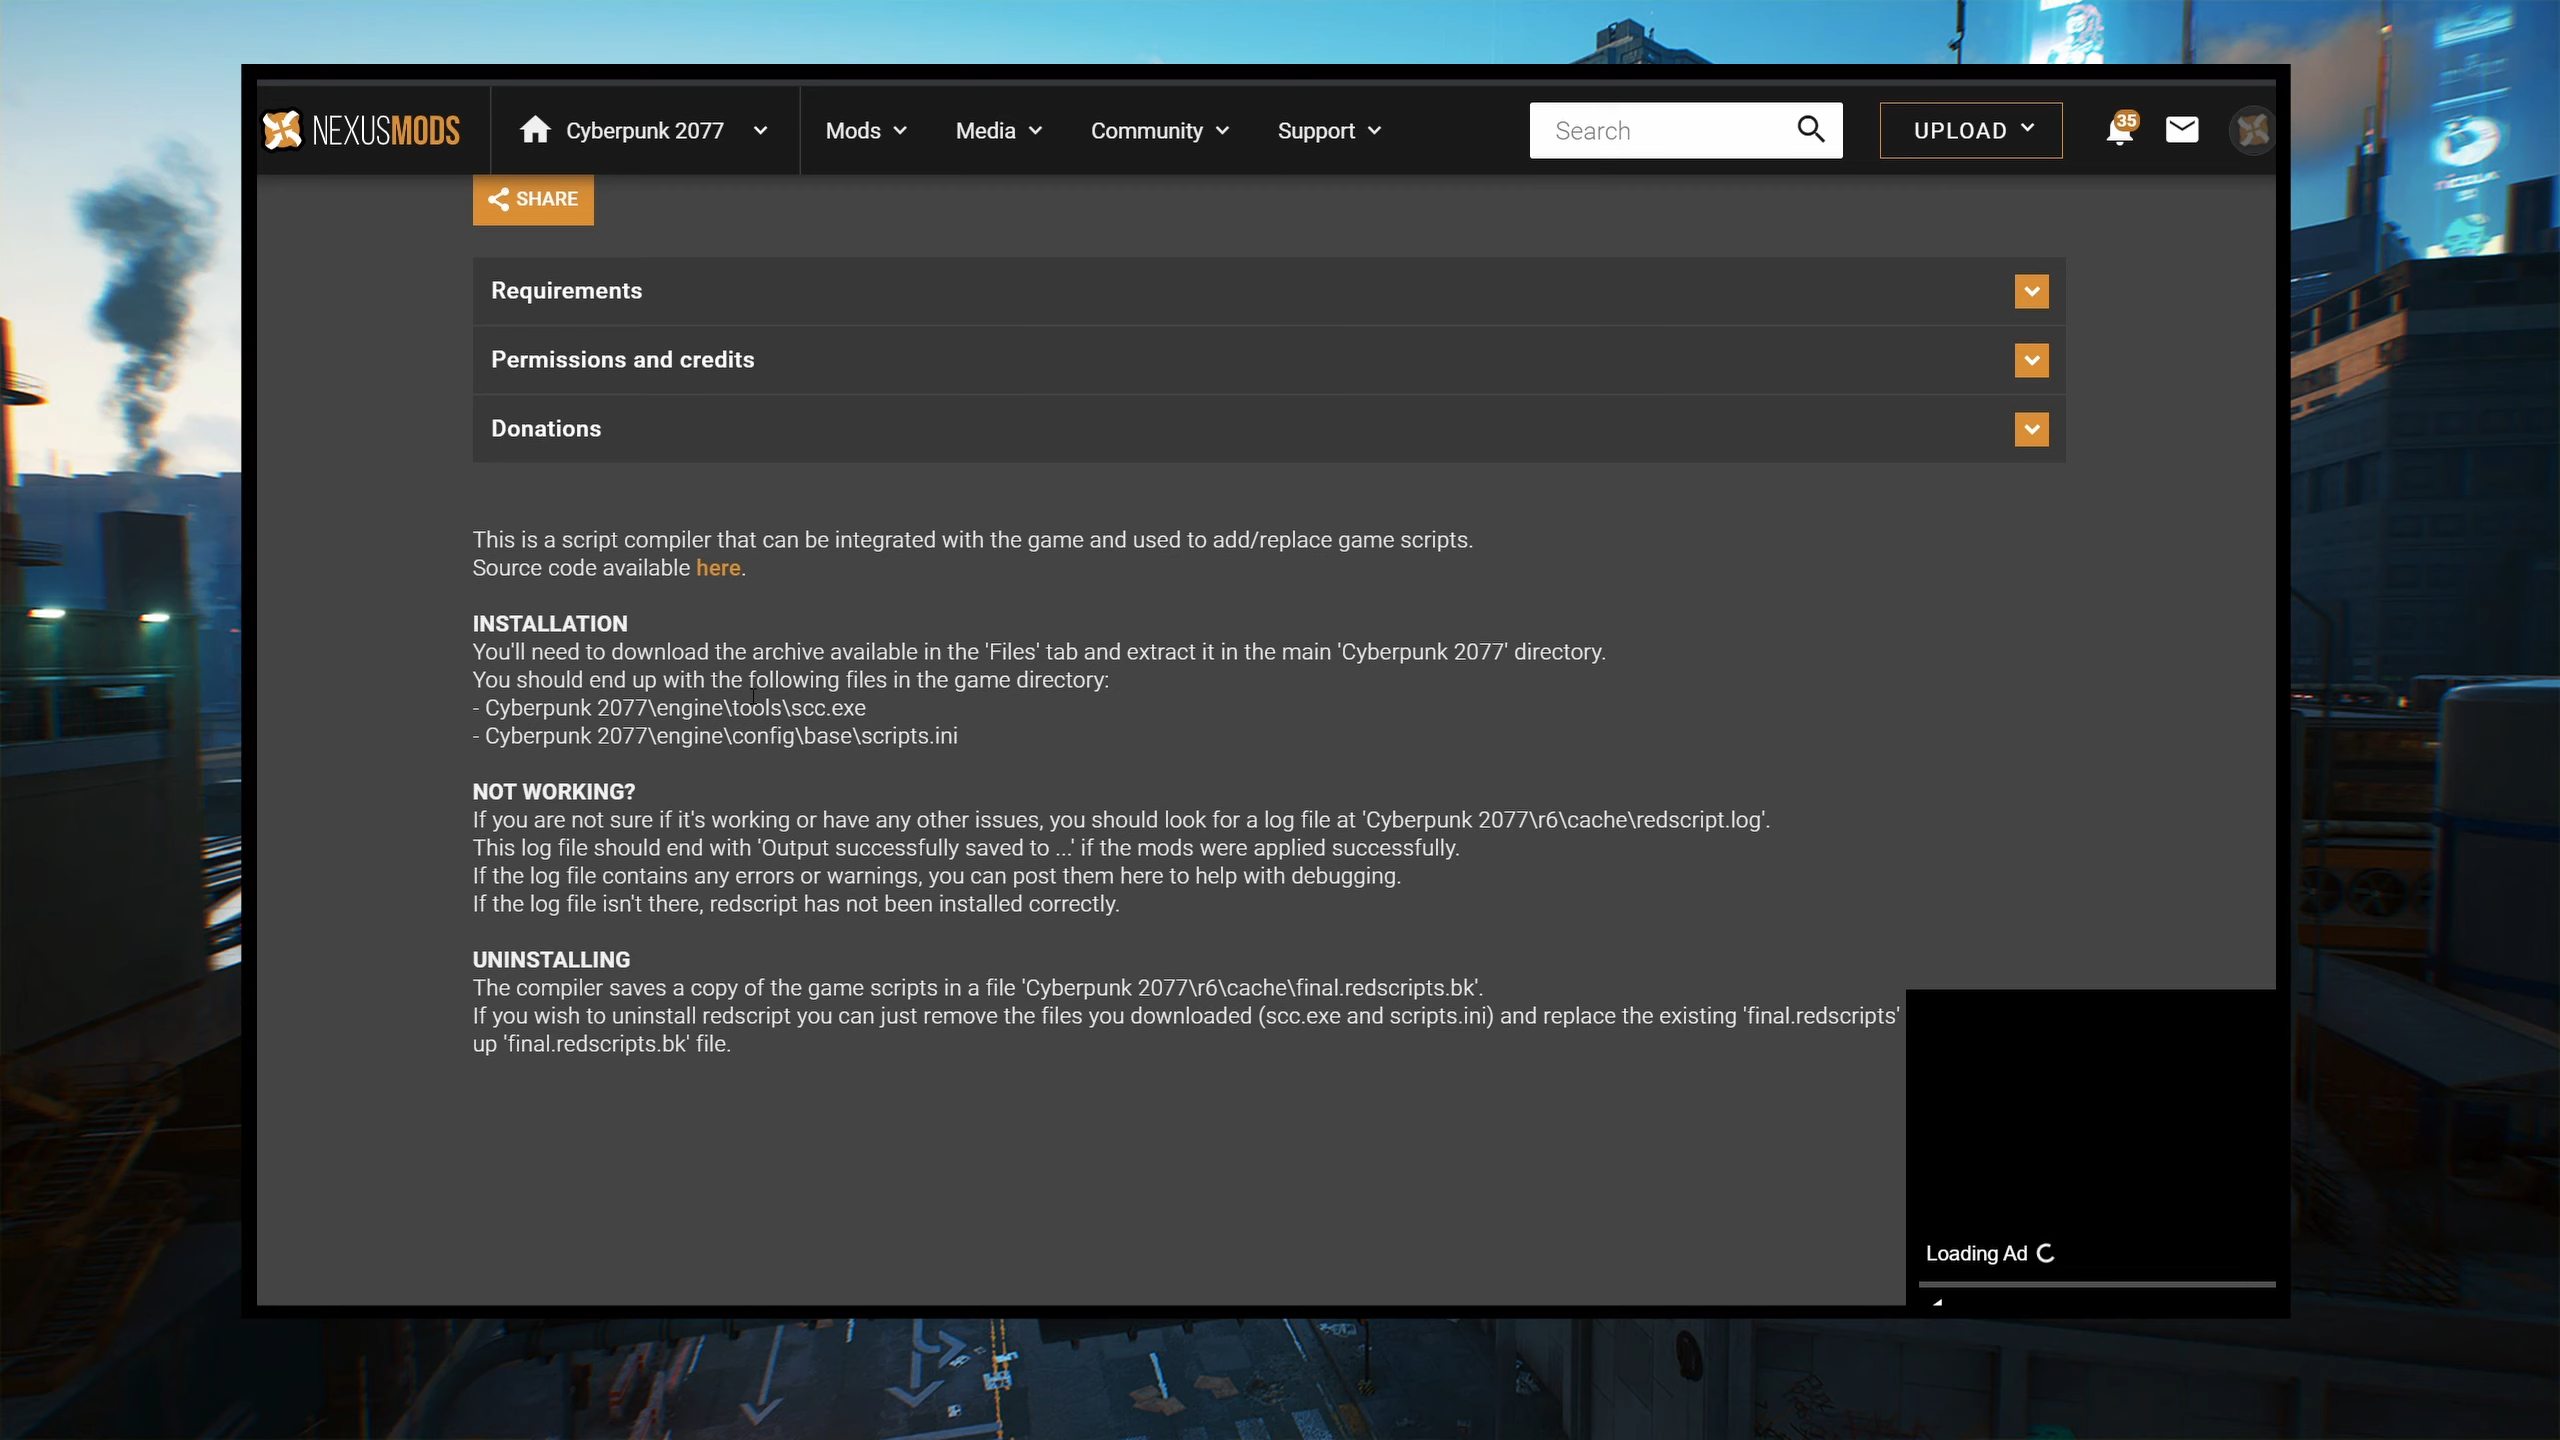 NEXUSMODS
Cyberpunk 2077
Mods
Media
Community
Support
Search
UPLOAD
35
SHARE
Requirements
Permissions and credits
Donations
This is a script compiler that can be integrated with the game and used to add/replace game scripts.
Source code available here.
INSTALLATION
You'll need to download the archive available in the 'Files' tab and extract it in the main 'Cyberpunk 2077' directory.
You should end up with the following files in the game directory:
- Cyberpunk 2077\engine\tools\scc.exe
- Cyberpunk 2077\engine\config\base\scripts.ini
NOT WORKING?
If you are not sure if it's working or have any other issues, you should look for a log file at 'Cyberpunk 2077\r6\cache\redscript.log'.
This log file should end with 'Output successfully saved to ...' if the mods were applied successfully.
If the log file contains any errors or warnings, you can post them here to help with debugging.
If the log file isn't there, redscript has not been installed correctly.
UNINSTALLING
The compiler saves a copy of the game scripts in a file 'Cyberpunk 2077\r6\cache\final.redscripts.bk'.
If you wish to uninstall redscript you can just remove the files you downloaded (scc.exe and scripts.ini) and replace the existing 'final.redscripts'
up 'final.redscripts.bk' file.
Loading Ad